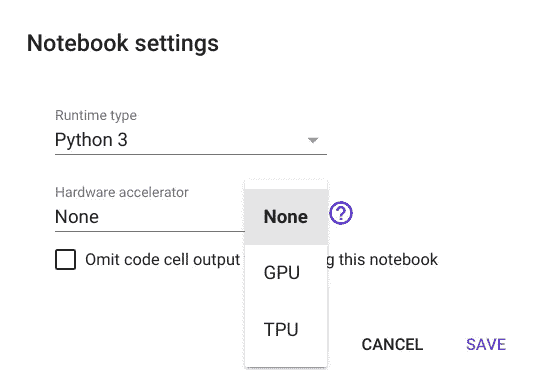 Notebook settings
Runtime type
Python 3
Hardware accelerator
None
None
Omit code cell output g this notebook
GPU
TPU
CANCEL SAVE